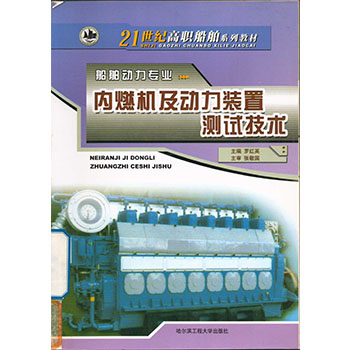 21世纪高职船舶系列教材
SHIJI GAOZHI CHUANBO XILIE JIAOCAI
船舶动力专业
内燃机及动力装置
测试技术
主编 罗红英
主审 张敏国
NEIRANJI JI DONGLI
ZHUANGZHI CESHI JISHU
哈尔滨工程大学出版社